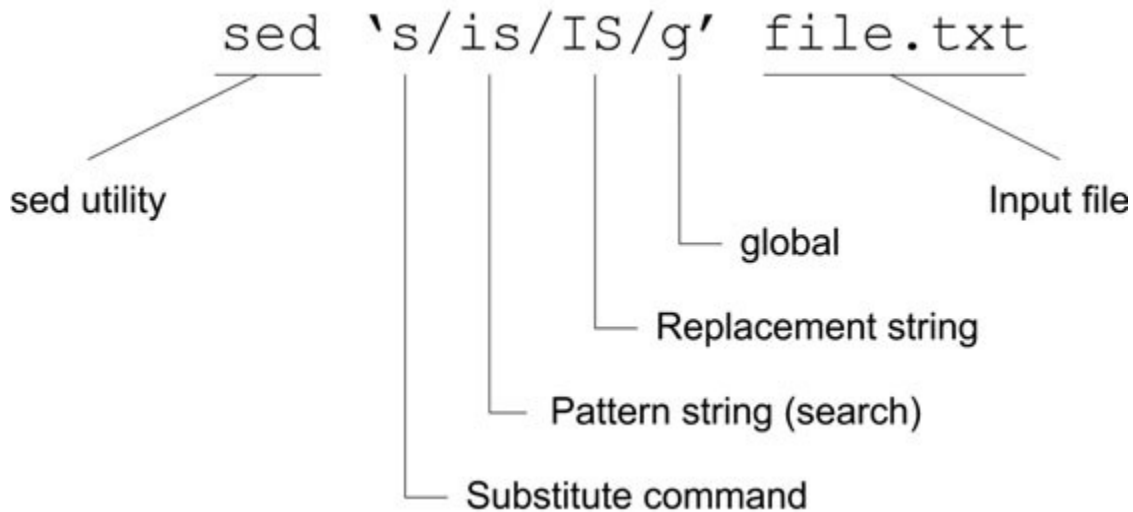 sed ‘s/is/IS/g’ file.txt
sed utility
Input file
global
Replacement string
Pattern string (search)
Substitute command